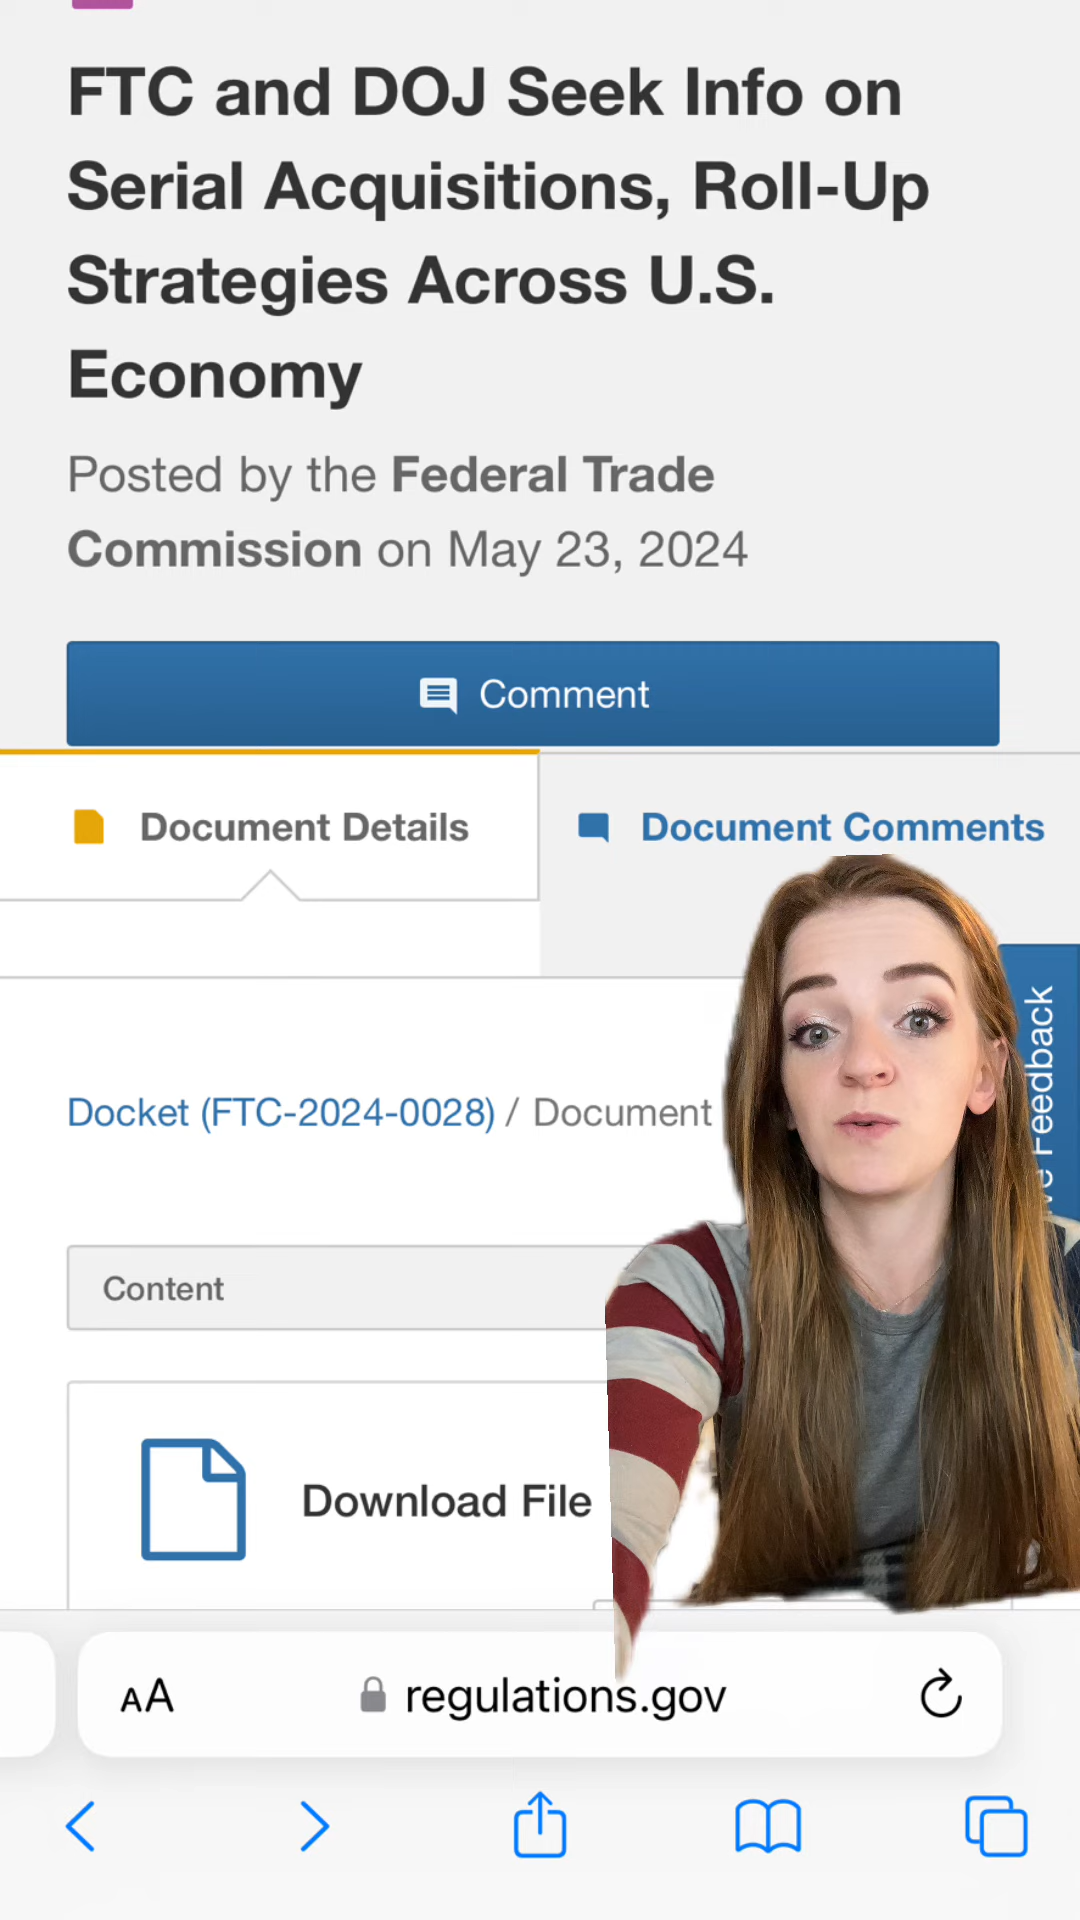 FTC and DOJ Seek Info on
Serial Acquisitions, Roll-Up
Strategies Across U.S.
Economy
Posted by the Federal Trade
Commission on May 23, 2024
Comment
Document Details
Document Comments
Feedback
Docket (FTC-2024-0028) / Document
Content
Download File
AA
regulations.gov